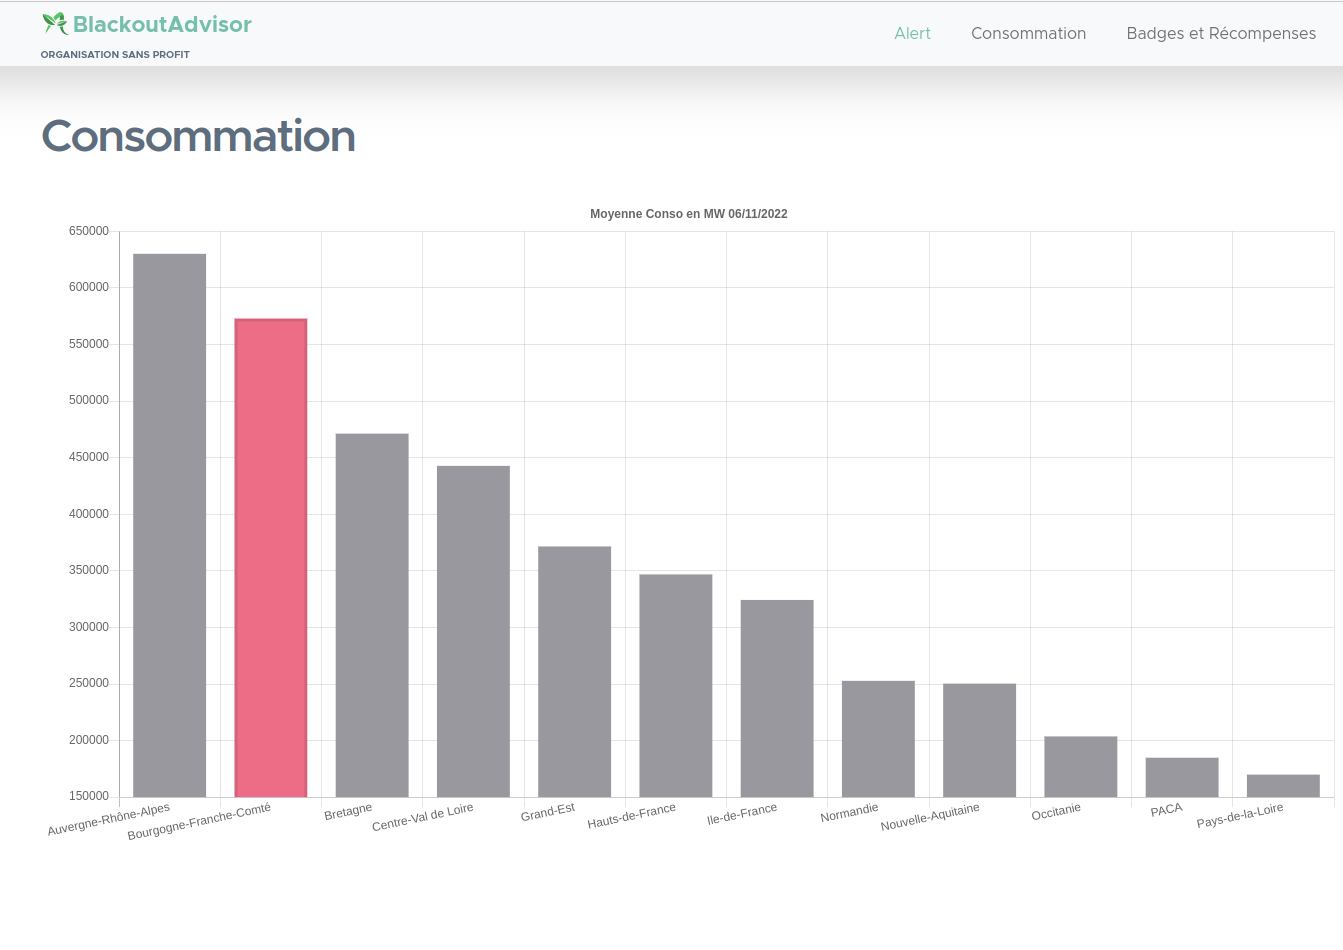 BlackoutAdvisor
ORGANISATION SANS PROFIT
Alert Consommation Badges et Récompenses
Consommation
Moyenne Conso en MW 06/11/2022
650000
600000
550000
500000
450000
400000
350000
300000
250000
200000
150000
Auvergne-Rhône-Alpes
Bourgogne-Franche-Comté
Bretagne
Centre-Val de Loire
Grand-Est
Hauts-de-France
Ile-de-France
Normandie
Nouvelle-Aquitaine
Occitanie
PACA
Pays-de-la-Loire